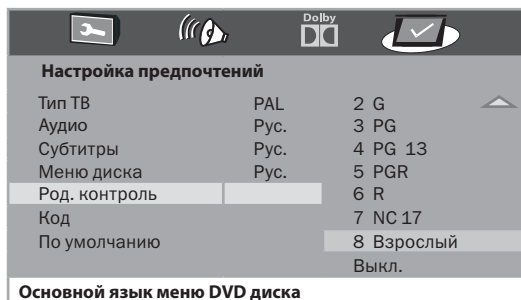 Dolby
Настройка предпочтений
Тип ТВ PAL 2 G
Аудио Рус. 3 PG
Субтитры Рус. 4 PG 13
Меню диска Рус. 5 PGR
Род. контроль 6 R
Код 7 NC 17
По умолчанию 8 Взрослый
Выкл.
Основной язык меню DVD диска